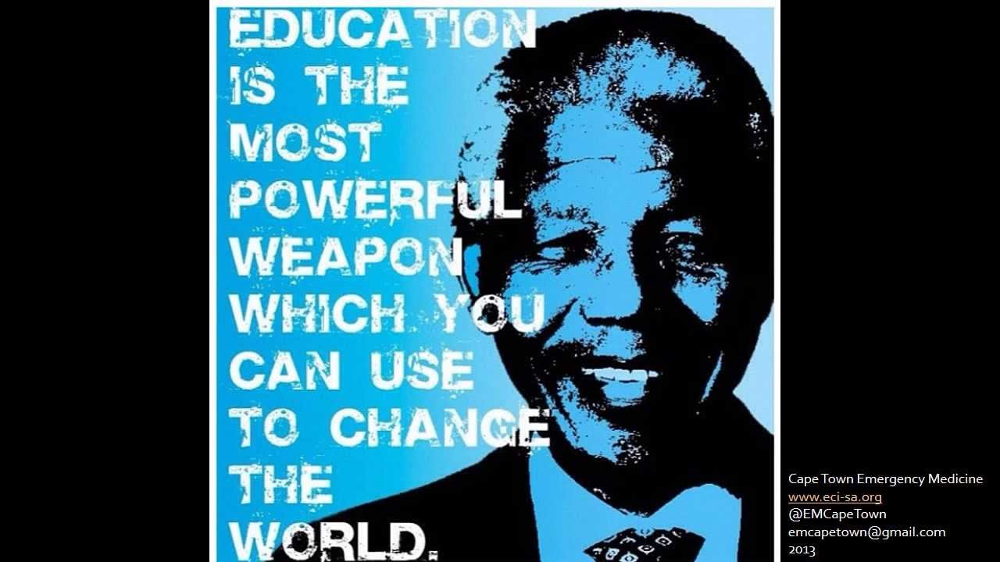 EDUCATION
IS THE
MOST
POWERFUL
WEAPON
WHICH YOU
CAN USE
TO CHANGE
THE
WORLD.
Cape Town Emergency Medicine
www.eci-sa.org
@EMCapeTown
emcapetown@gmail.com
2013